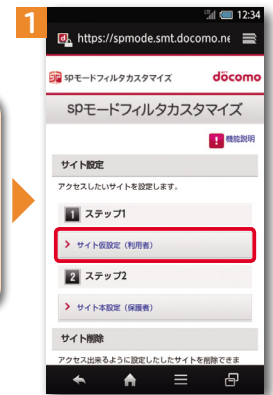 1
12:34
https://spmode.smt.docomo.ne
spモードフィルタカスタマイズ döcomo
spモードフィルタカスタマイズ
! 機能説明
サイト設定
アクセスしたいサイトを設定します。
1 ステップ1
サイト仮設定（利用者）
2 ステップ2
サイト本設定（保護者）
サイト削除
アクセス出来るように設定したしたサイトを削除できま